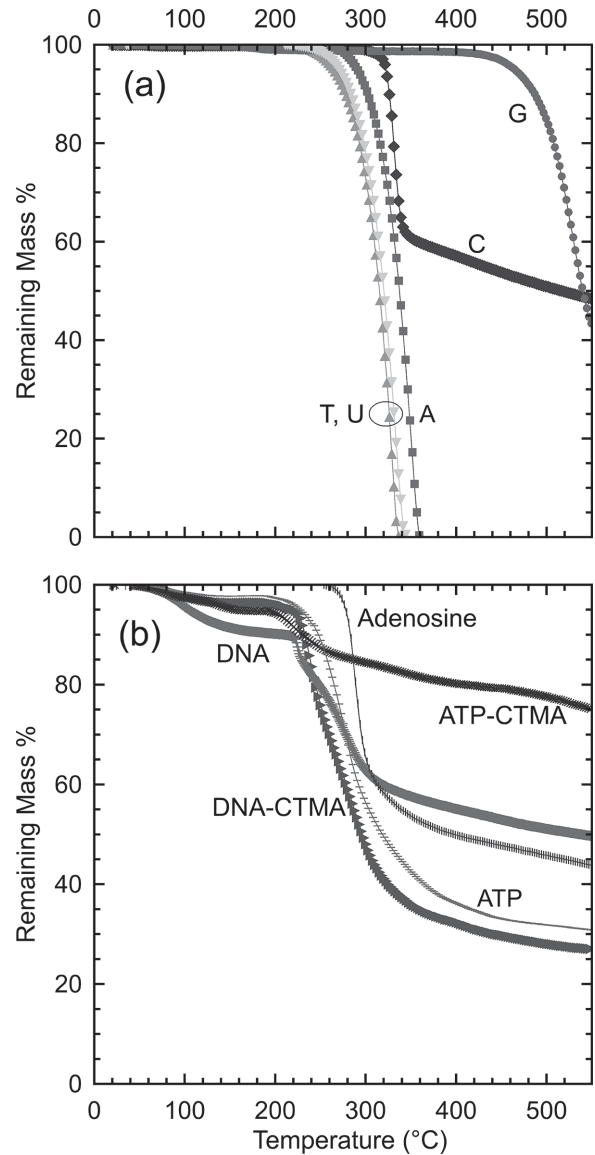 0 100 200 300 400 500
100
(a)
G
80
60
C
Remaining Mass %
40
T, U
A
20
0
100
(b)
Adenosine
DNA
80
ATP-CTMA
60
DNA-CTMA
Remaining Mass %
40
ATP
20
0
0 100 200 300 400 500
Temperature (°C)